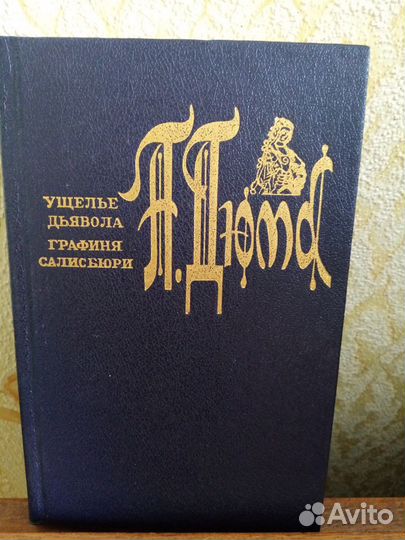 УЩЕЛЬЕ
ДЬЯВОЛА
ГРАФИНЯ
САЛИСБЮРИ
А. Дюма
Avito